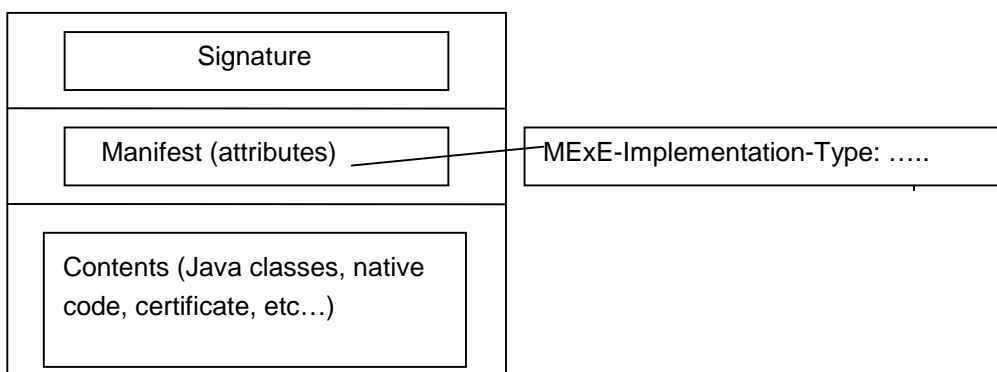 Signature
Manifest (attributes)
MExE-Implementation-Type: …..
Contents (Java classes, native
code, certificate, etc…)